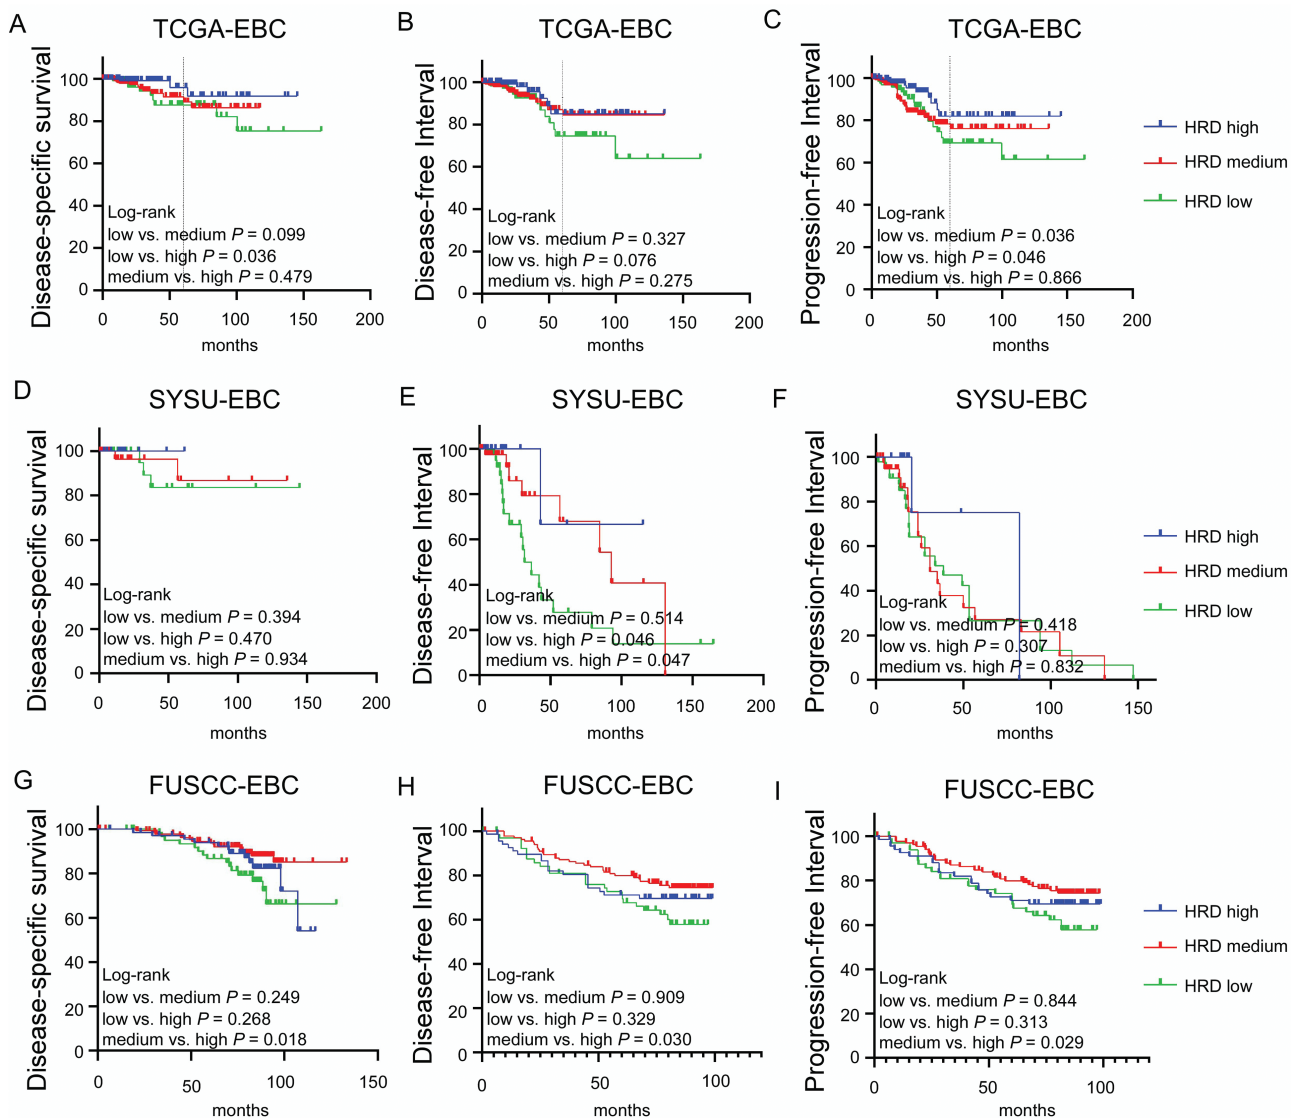 A
TCGA-EBC
Disease-specific survival
100
80
60
40
20
0
Log-rank
low vs. medium P = 0.099
low vs. high P = 0.036
medium vs. high P = 0.479
0 50 100 150 200
months
B
TCGA-EBC
Disease-free Interval
100
80
60
40
20
0
Log-rank
low vs. medium P = 0.327
low vs. high P = 0.076
medium vs. high P = 0.275
0 50 100 150 200
months
C
TCGA-EBC
Progression-free Interval
100
80
60
40
20
0
Log-rank
low vs. medium P = 0.036
low vs. high P = 0.046
medium vs. high P = 0.866
0 50 100 150 200
months
HRD high
HRD medium
HRD low
D
SYSU-EBC
Disease-specific survival
100
80
60
40
20
0
Log-rank
low vs. medium P = 0.394
low vs. high P = 0.470
medium vs. high P = 0.934
0 50 100 150 200
months
E
SYSU-EBC
Disease-free Interval
100
80
60
40
20
0
Log-rank
low vs. medium P = 0.514
low vs. high P = 0.046
medium vs. high P = 0.047
0 50 100 150 200
months
F
SYSU-EBC
Progression-free Interval
100
80
60
40
20
0
Log-rank
low vs. medium P = 0.418
low vs. high P = 0.307
medium vs. high P = 0.832
0 50 100 150
months
HRD high
HRD medium
HRD low
G
FUSCC-EBC
Disease-specific survival
100
80
60
40
20
0
Log-rank
low vs. medium P = 0.249
low vs. high P = 0.268
medium vs. high P = 0.018
0 50 100 150
months
H
FUSCC-EBC
Disease-free Interval
100
80
60
40
20
0
Log-rank
low vs. medium P = 0.909
low vs. high P = 0.329
medium vs. high P = 0.030
0 50 100
months
I
FUSCC-EBC
Progression-free Interval
100
80
60
40
20
0
Log-rank
low vs. medium P = 0.844
low vs. high P = 0.313
medium vs. high P = 0.029
0 50 100
months
HRD high
HRD medium
HRD low